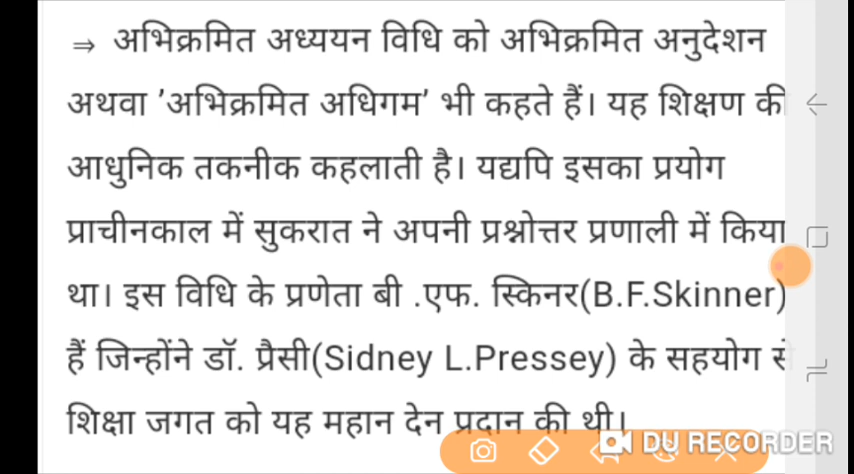 ⇒ अभिक्रमित अध्ययन विधि को अभिक्रमित अनुदेशन
अथवा 'अभिक्रमित अधिगम' भी कहते हैं। यह शिक्षण की
आधुनिक तकनीक कहलाती है। यद्यपि इसका प्रयोग
प्राचीनकाल में सुकरात ने अपनी प्रश्नोत्तर प्रणाली में किया
था। इस विधि के प्रणेता बी .एफ. स्किनर(B.F.Skinner)
हैं जिन्होंने डॉ. प्रैसी(Sidney L.Pressey) के सहयोग से
शिक्षा जगत को यह महान देन प्रदान की थी।
DU RECORDER